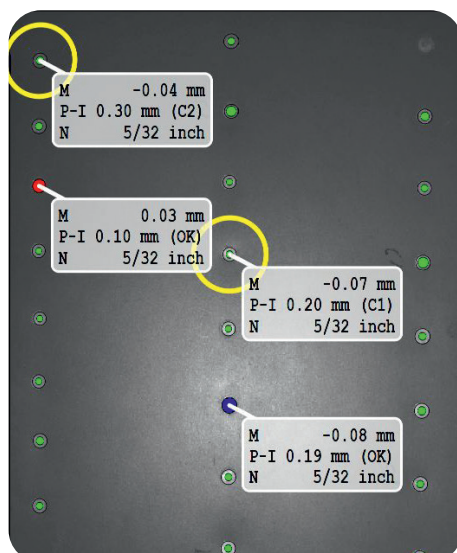 M -0.04 mm
P-I 0.30 mm (C2)
N 5/32 inch
M 0.03 mm
P-I 0.10 mm (OK)
N 5/32 inch
M -0.07 mm
P-I 0.20 mm (C1)
N 5/32 inch
M -0.08 mm
P-I 0.19 mm (OK)
N 5/32 inch